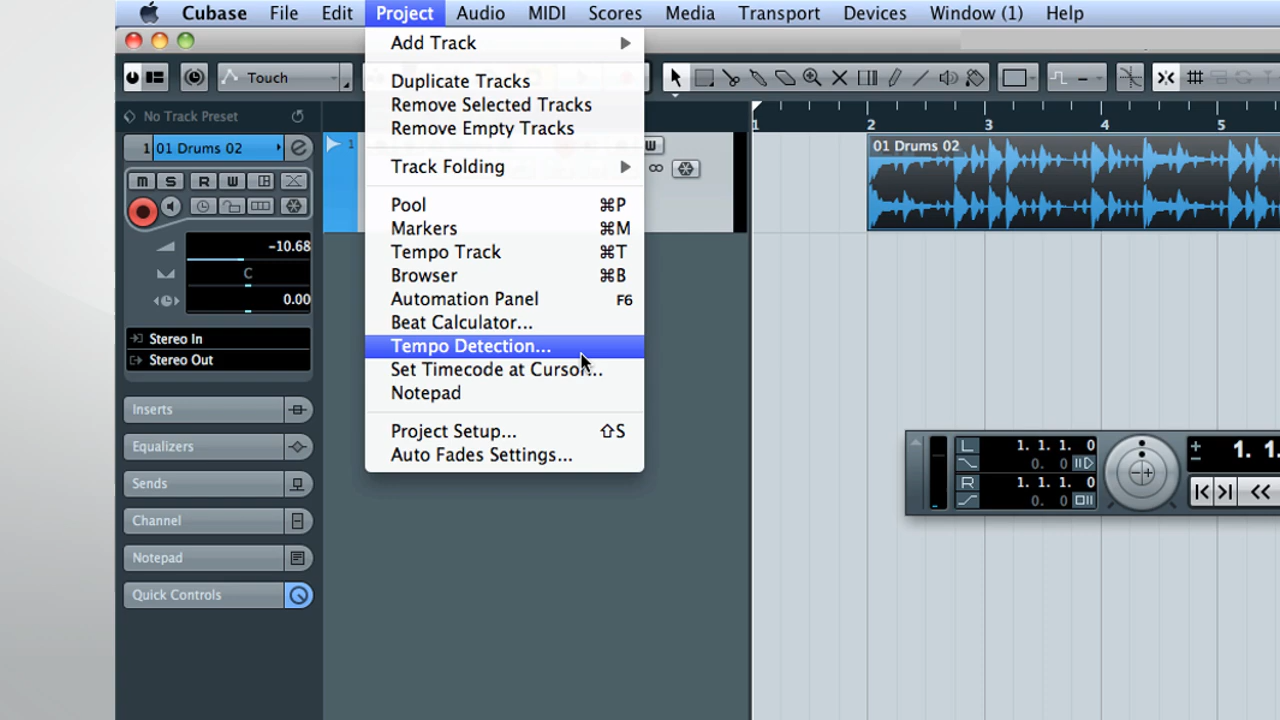 Cubase File Edit Project Audio MIDI Scores Media Transport Devices Window (1) Help
Add Track
Touch
Duplicate Tracks
Remove Selected Tracks
Remove Empty Tracks
No Track Preset
1 2 3 4 5
1 01 Drums 02
1
W
01 Drums 02
Track Folding
M S R W
Pool ⌘P
Markers ⌘M
-10.68
Tempo Track ⌘T
C
Browser ⌘B
0.00
Automation Panel F6
Beat Calculator...
Stereo In
Tempo Detection...
Stereo Out
Set Timecode at Cursor...
Notepad
Inserts
Project Setup... ⇧S
Equalizers
Auto Fades Settings...
L 1. 1. 1. 0
0. 0
1. 1.
R 1. 1. 1. 0
0. 0
Sends
Channel
Notepad
Quick Controls